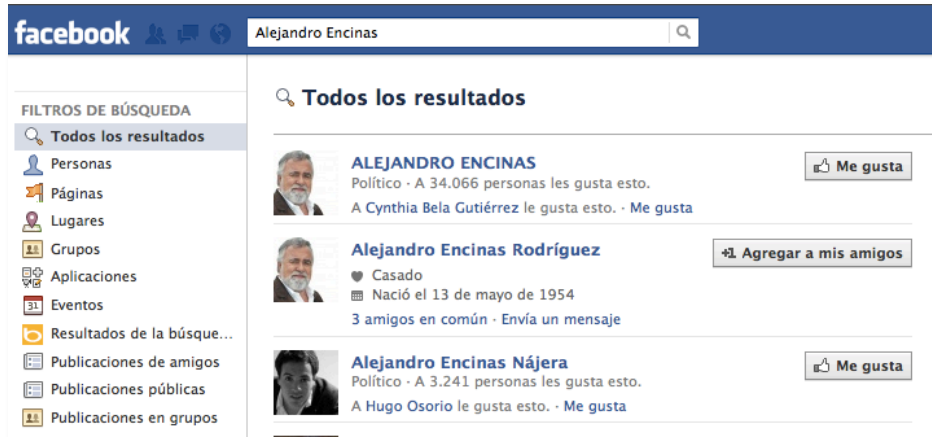 facebook
Alejandro Encinas
FILTROS DE BÚSQUEDA
Todos los resultados
Personas
Páginas
Lugares
Grupos
Aplicaciones
31 Eventos
Resultados de la búsque...
Publicaciones de amigos
Publicaciones públicas
Publicaciones en grupos
Todos los resultados
ALEJANDRO ENCINAS
Me gusta
Político · A 34.066 personas les gusta esto.
A Cynthia Bela Gutiérrez le gusta esto. · Me gusta
Alejandro Encinas Rodríguez
+1 Agregar a mis amigos
Casado
Nació el 13 de mayo de 1954
3 amigos en común · Envía un mensaje
Alejandro Encinas Nájera
Me gusta
Político · A 3.241 personas les gusta esto.
A Hugo Osorio le gusta esto. · Me gusta